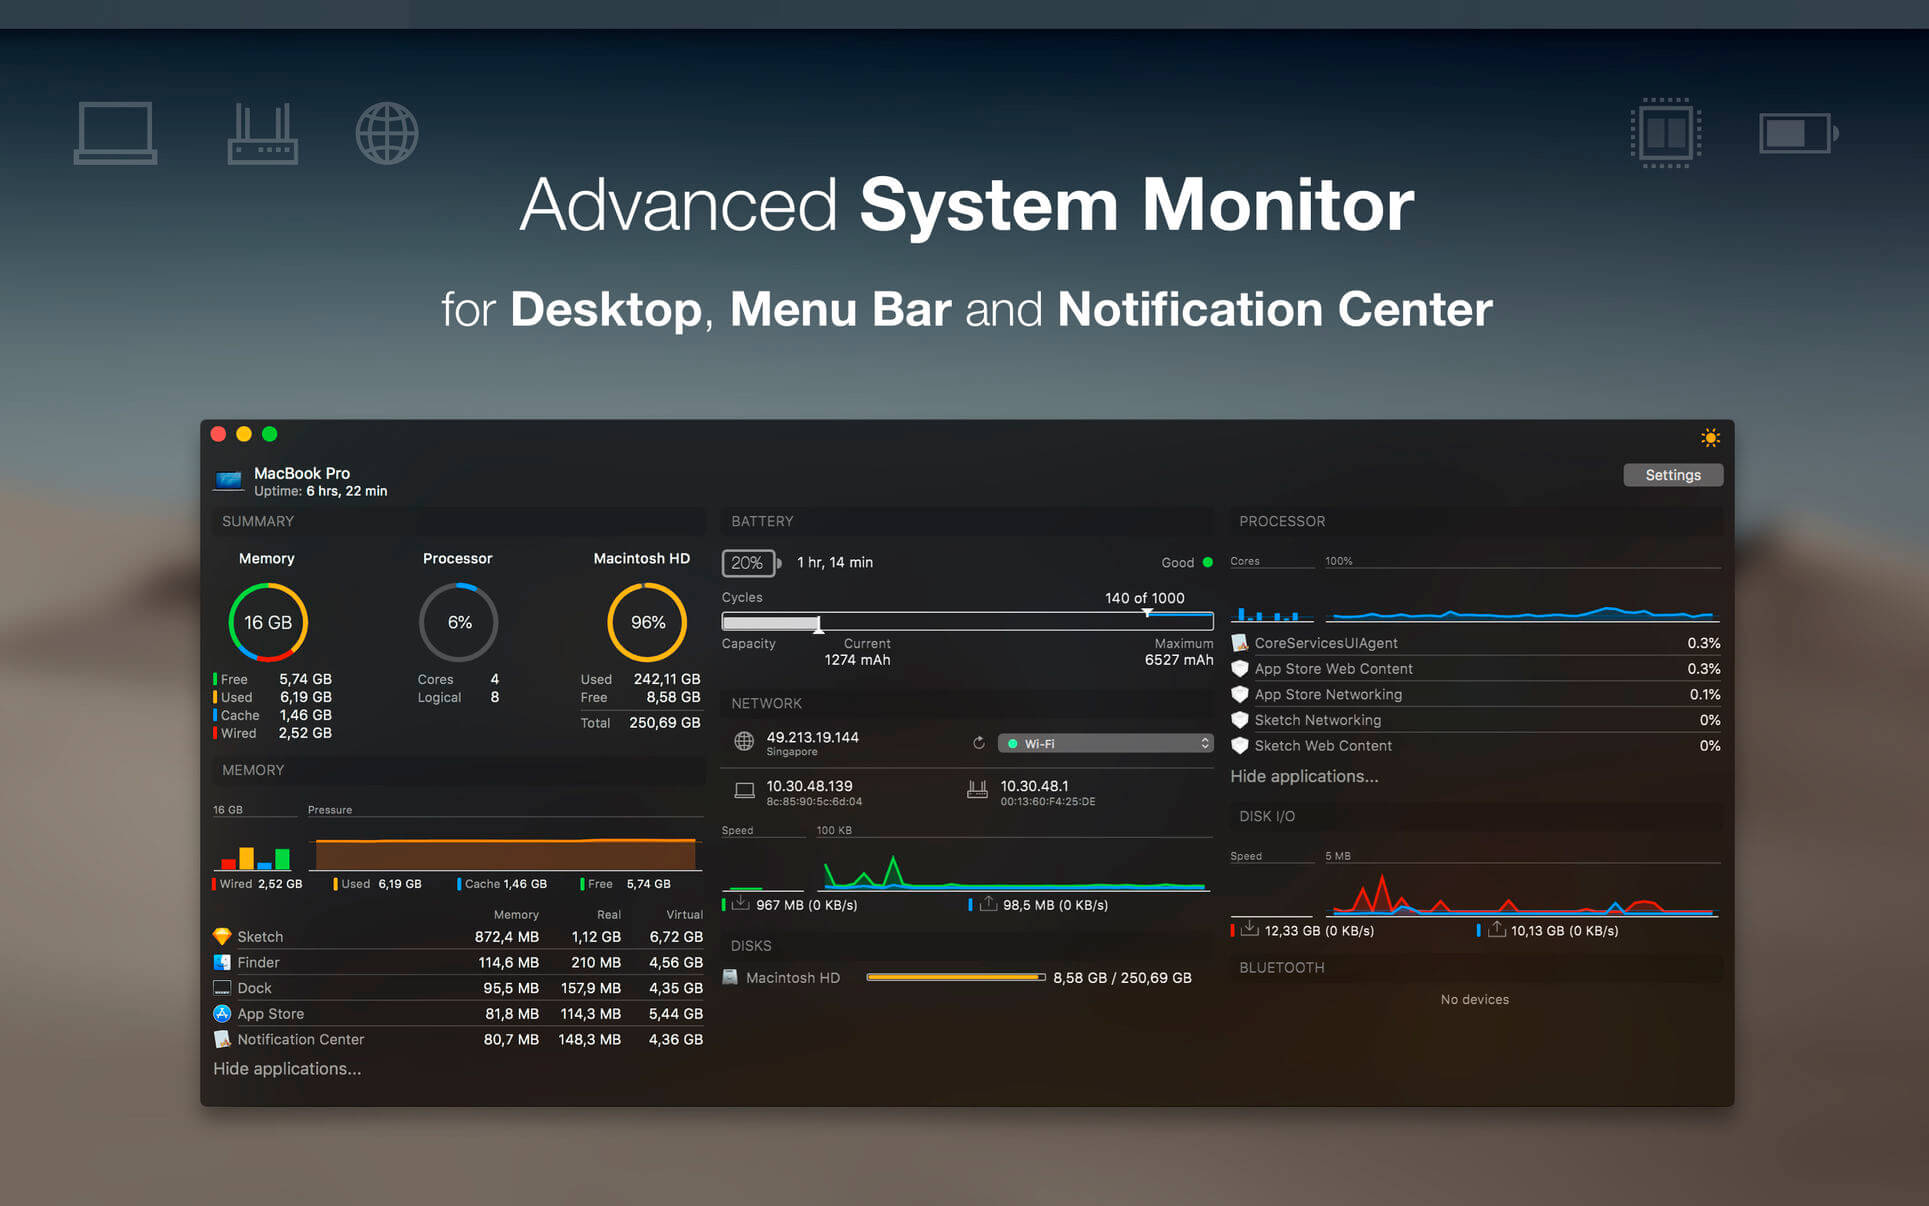 Advanced System Monitor
for Desktop, Menu Bar and Notification Center
MacBook Pro
Uptime: 6 hrs, 22 min
Settings
SUMMARY
Memory Processor Macintosh HD
16 GB 6% 96%
Free 5,74 GB
Used 6,19 GB
Cache 1,46 GB
Wired 2,52 GB
Cores 4
Logical 8
Used 242,11 GB
Free 8,58 GB
Total 250,69 GB
MEMORY
16 GB Pressure
Wired 2,52 GB Used 6,19 GB Cache 1,46 GB Free 5,74 GB
Memory Real Virtual
Sketch 872,4 MB 1,12 GB 6,72 GB
Finder 114,6 MB 210 MB 4,56 GB
Dock 95,5 MB 157,9 MB 4,35 GB
App Store 81,8 MB 114,3 MB 5,44 GB
Notification Center 80,7 MB 148,3 MB 4,36 GB
Hide applications...
BATTERY
20% 1 hr, 14 min Good
Cycles 140 of 1000
Capacity Current Maximum
1274 mAh 6527 mAh
NETWORK
49.213.19.144 Wi-Fi
Singapore
10.30.48.139 10.30.48.1
8c:85:90:5c:6d:04 00:13:60:F4:25:DE
Speed 100 KB
967 MB (0 KB/s) 98,5 MB (0 KB/s)
DISKS
Macintosh HD 8,58 GB / 250,69 GB
PROCESSOR
Cores 100%
CoreServicesUIAgent 0.3%
App Store Web Content 0.3%
App Store Networking 0.1%
Sketch Networking 0%
Sketch Web Content 0%
Hide applications...
DISK I/O
Speed 5 MB
12,33 GB (0 KB/s) 10,13 GB (0 KB/s)
BLUETOOTH
No devices